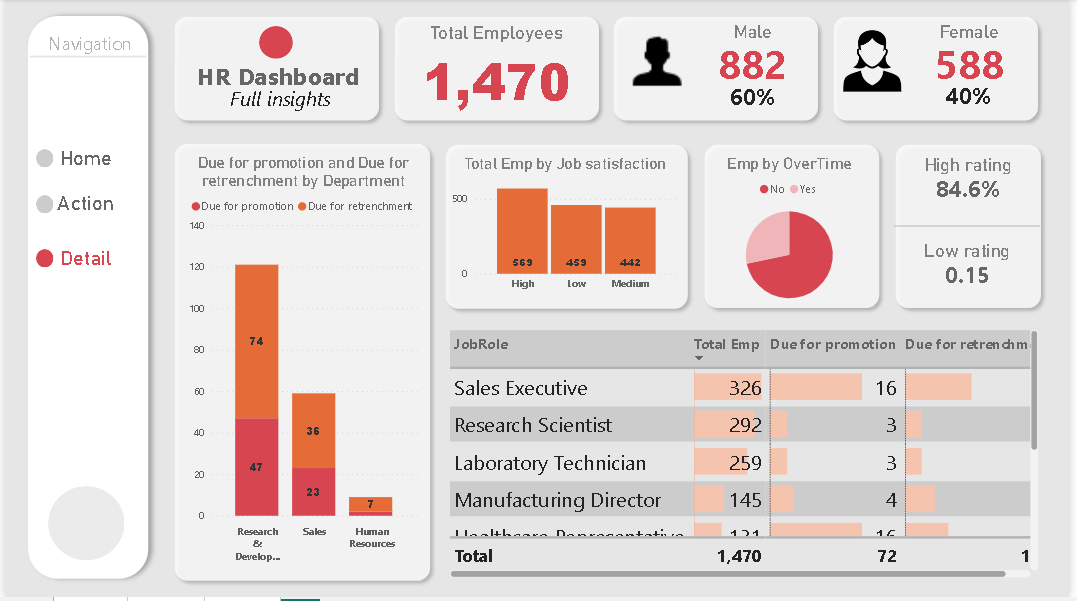 Navigation
Home
Action
Detail
HR Dashboard
Full insights
Total Employees
1,470
Male
882
60%
Female
588
40%
Due for promotion and Due for
retrenchment by Department
Due for promotion Due for retrenchment
140
120
100
80
60
40
20
0
74
47
36
23
7
Research
&
Develop...
Sales
Human
Resources
Total Emp by Job satisfaction
500
0
569
459
442
High
Low
Medium
Emp by OverTime
No Yes
High rating
84.6%
Low rating
0.15
JobRole Total Emp Due for promotion Due for retrenchm
Sales Executive 326 16
Research Scientist 292 3
Laboratory Technician 259 3
Manufacturing Director 145 4
Healthcare Representative 131 16
Total 1,470 72 1